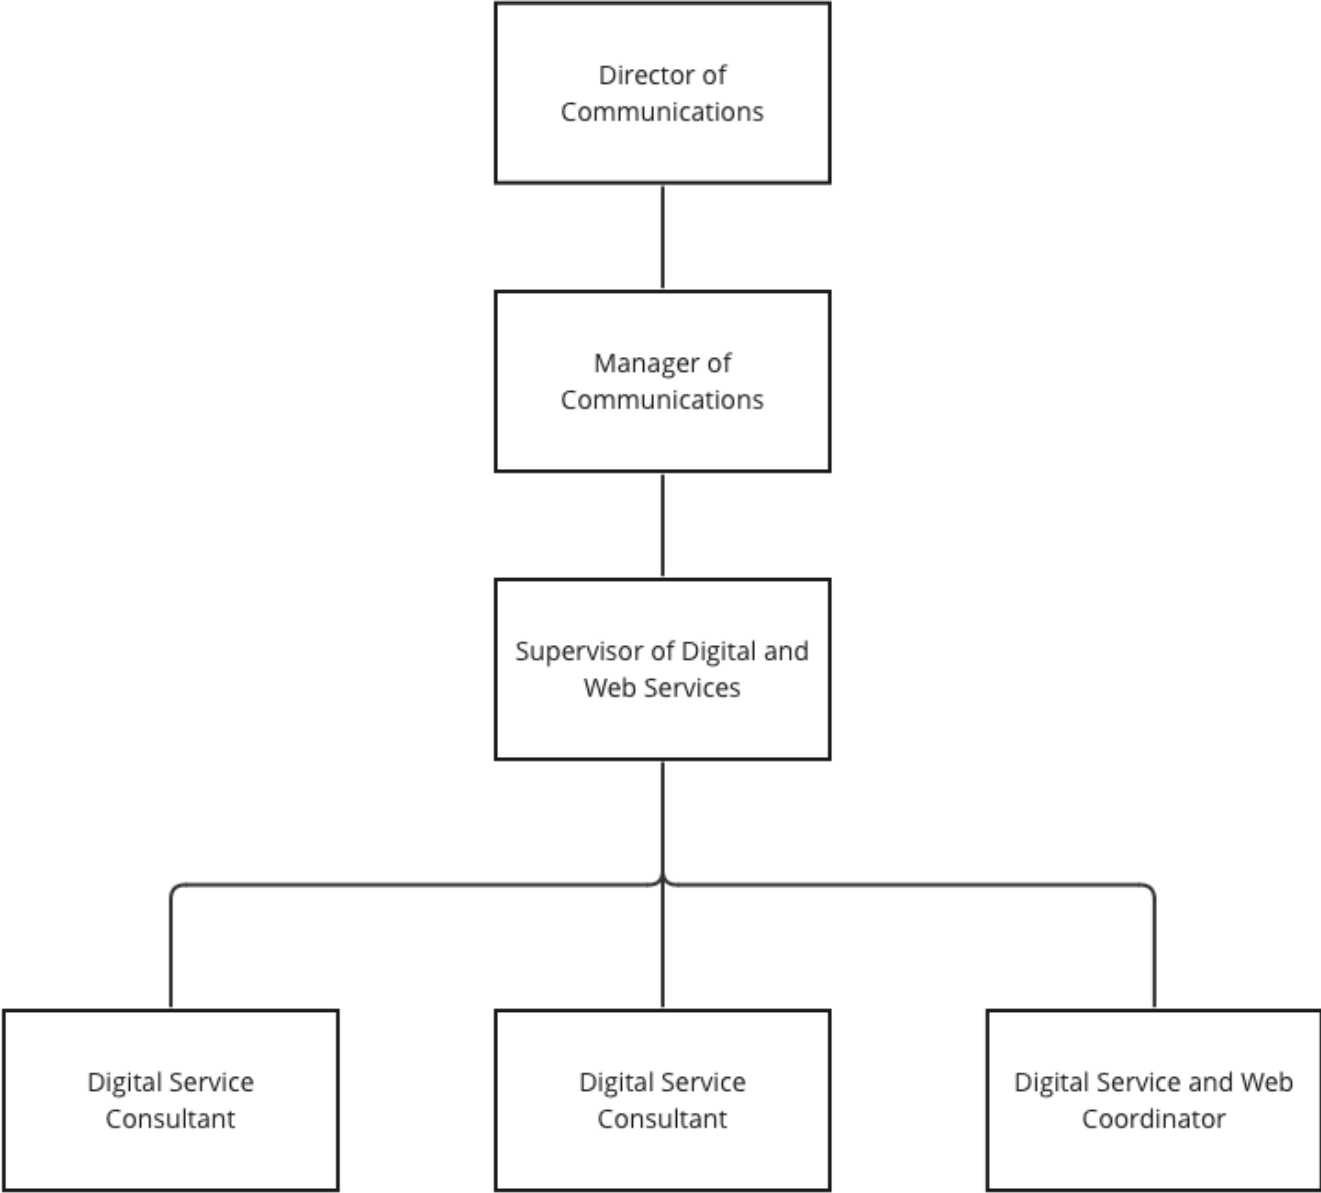 Director of
Communications
Manager of
Communications
Supervisor of Digital and
Web Services
Digital Service
Consultant
Digital Service
Consultant
Digital Service and Web
Coordinator